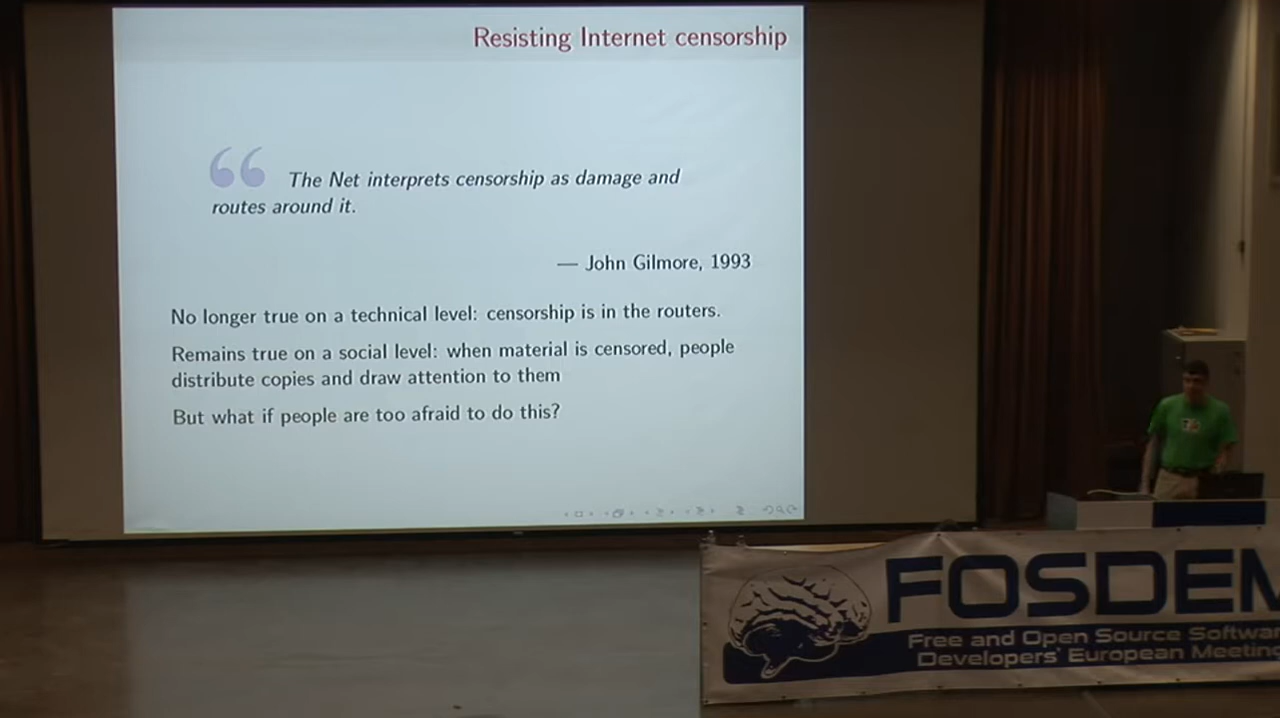 Resisting Internet censorship
“ The Net interprets censorship as damage and
routes around it.
— John Gilmore, 1993
No longer true on a technical level: censorship is in the routers.
Remains true on a social level: when material is censored, people
distribute copies and draw attention to them
But what if people are too afraid to do this?
FOSDEM
Free and Open Source Softwar
Developers' European Meeting